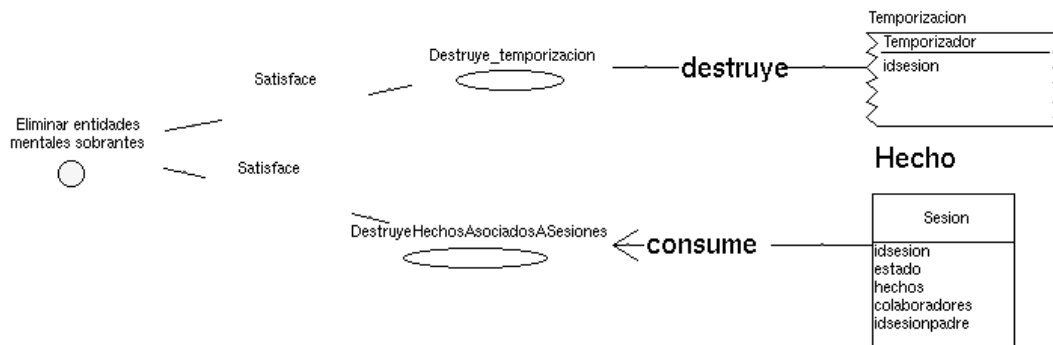 Temporizacion
Temporizador
idsesion
Destruye_temporizacion
destruye
Satisface
Eliminar entidades
mentales sobrantes
Satisface
Hecho
Sesion
idsesion
estado
hechos
colaboradores
idsesionpadre
DestruyeHechosAsociadosASesiones
consume